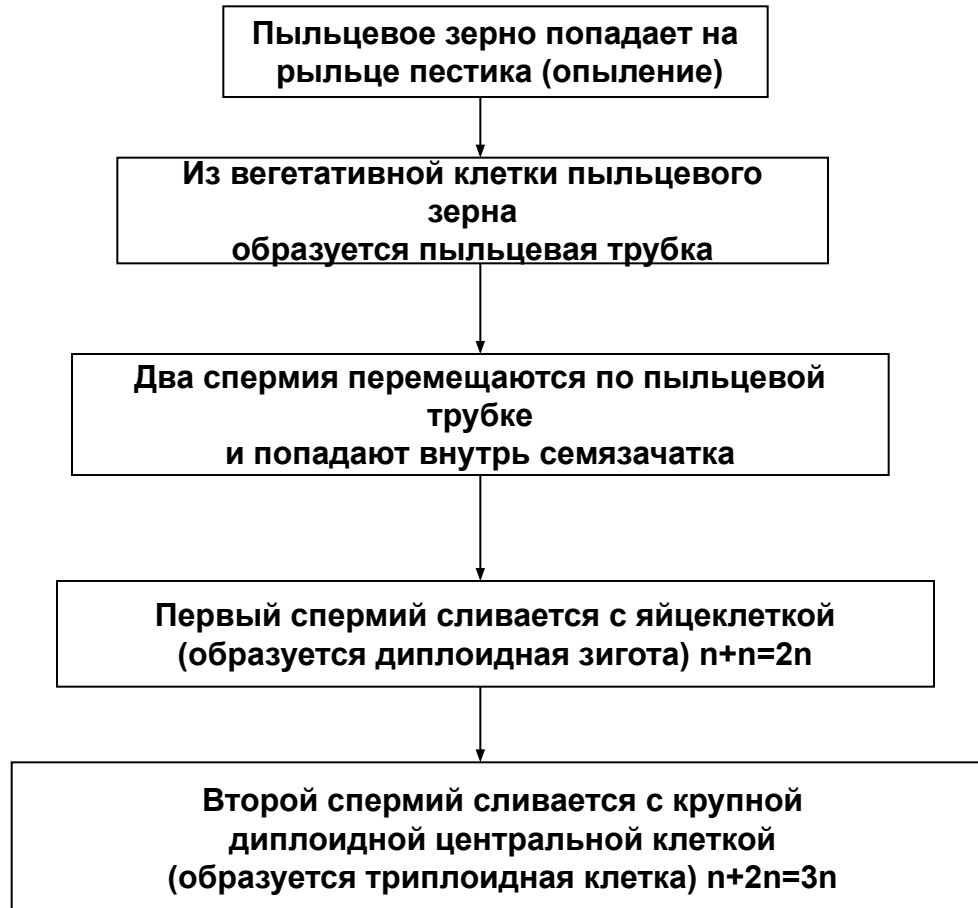 Пыльцевое зерно попадает на
рыльце пестика (опыление)
Из вегетативной клетки пыльцевого
зерна
образуется пыльцевая трубка
Два спермия перемещаются по пыльцевой
трубке
и попадают внутрь семязачатка
Первый спермий сливается с яйцеклеткой
(образуется диплоидная зигота) n+n=2n
Второй спермий сливается с крупной
диплоидной центральной клеткой
(образуется триплоидная клетка) n+2n=3n